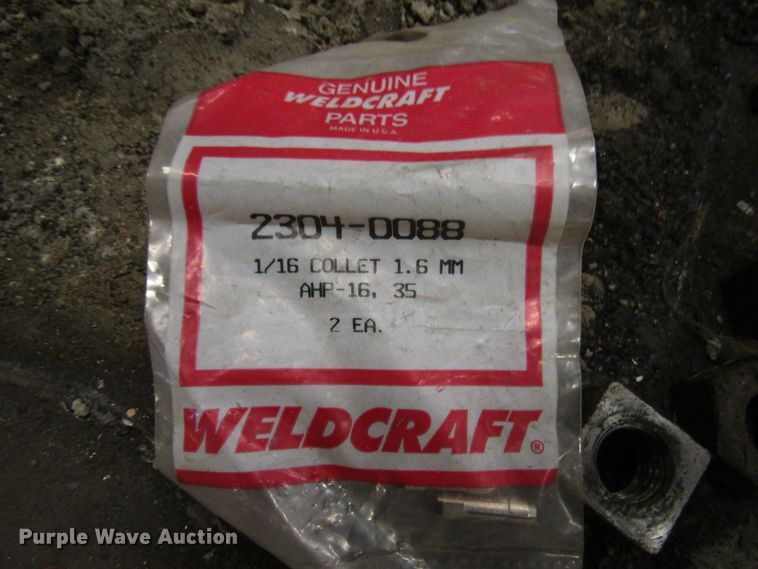 GENUINE
WELDCRAFT
PARTS
MADE IN U.S.A.
2304-0088
1/16 COLLET 1.6 MM
AHP-16, 35
2 EA.
WELDCRAFT®
Purple Wave Auction